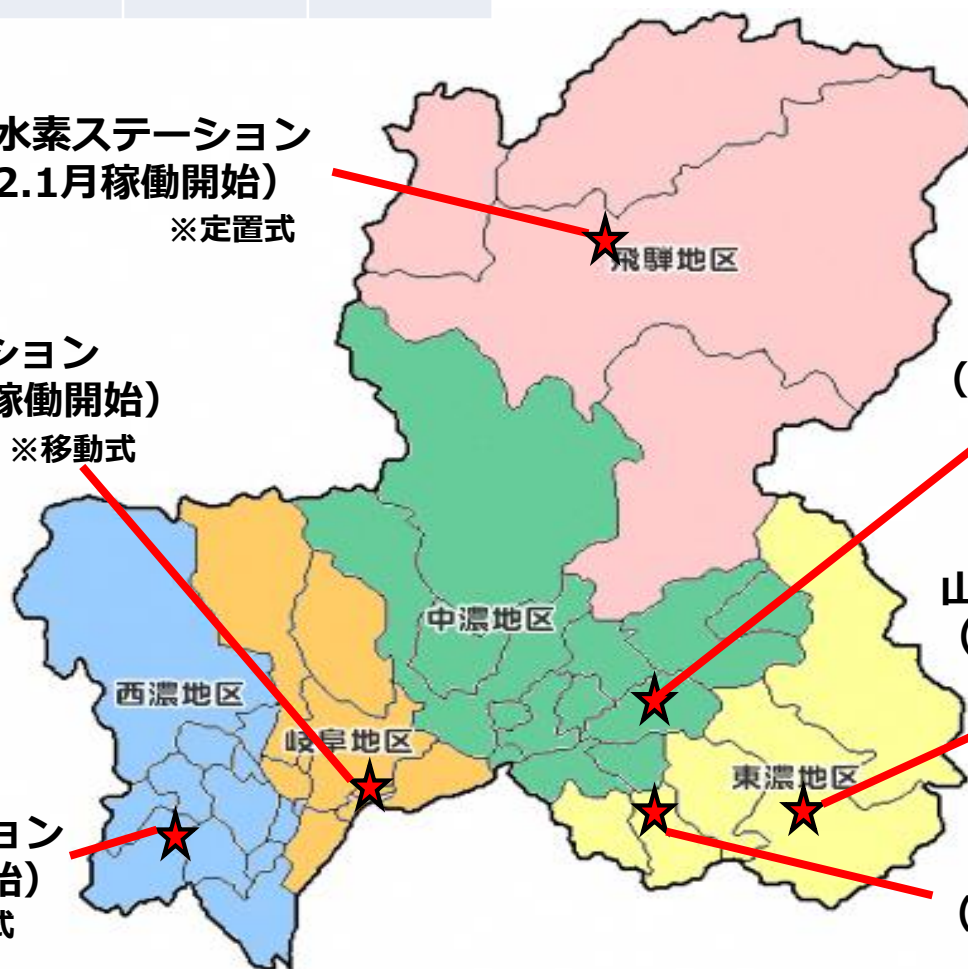 水素ステーション
2.1月稼働開始）
※定置式
飛騨地区
ション
稼働開始）
※移動式
（
中濃地区
山
（
西濃地区
岐阜地区
東濃地区
ョン
始）
式
（